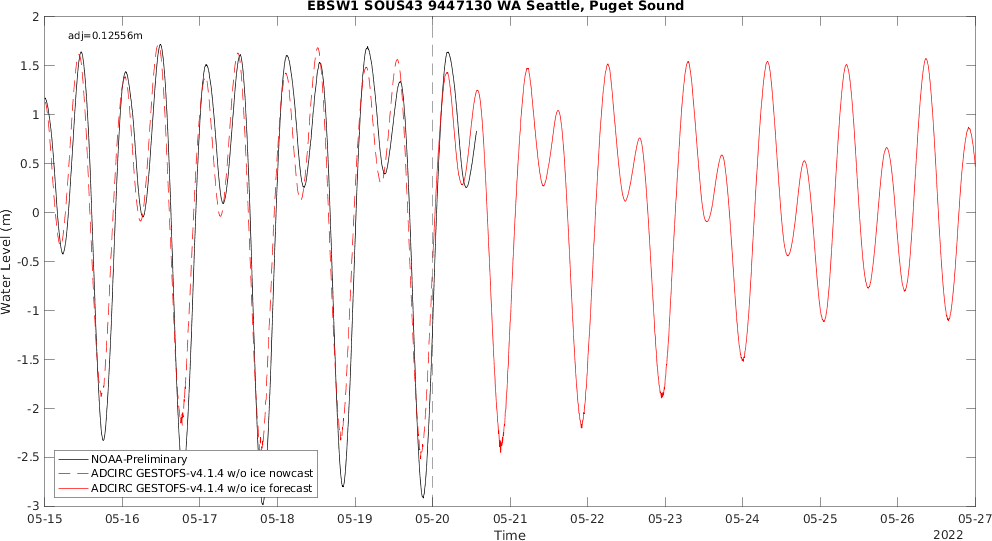 EBSW1 SOUS43 9447130 WA Seattle, Puget Sound
adj=0.12556m
2
1.5
1
0.5
0
-0.5
-1
-1.5
-2
-2.5
-3
Water Level (m)
NOAA-Preliminary
ADCIRC GESTOFS-v4.1.4 w/o ice nowcast
ADCIRC GESTOFS-v4.1.4 w/o ice forecast
05-15 05-16 05-17 05-18 05-19 05-20 05-21 05-22 05-23 05-24 05-25 05-26 05-27
Time
2022